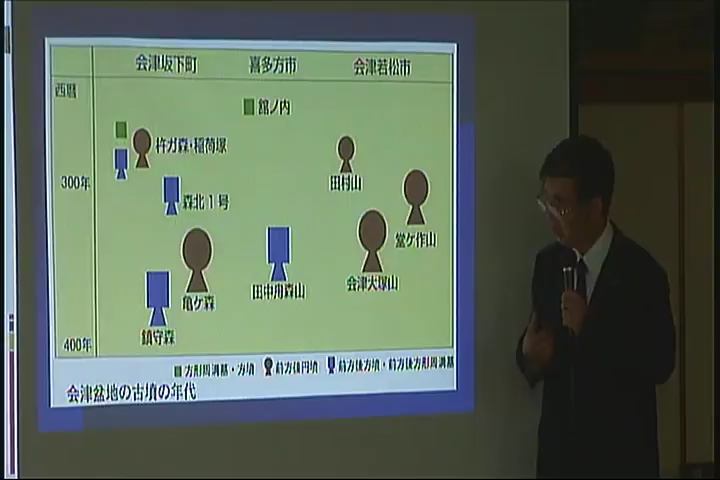 会津坂下町 喜多方市 会津若松市
西暦
舘ノ内
杵ガ森・稲荷塚
田村山
300年
森北1号
堂ケ作山
亀ケ森
田中舟森山
会津大塚山
鎮守森
400年
方形周溝墓・方墳 前方後円墳 前方後方墳・前方後方形周溝墓
会津盆地の古墳の年代